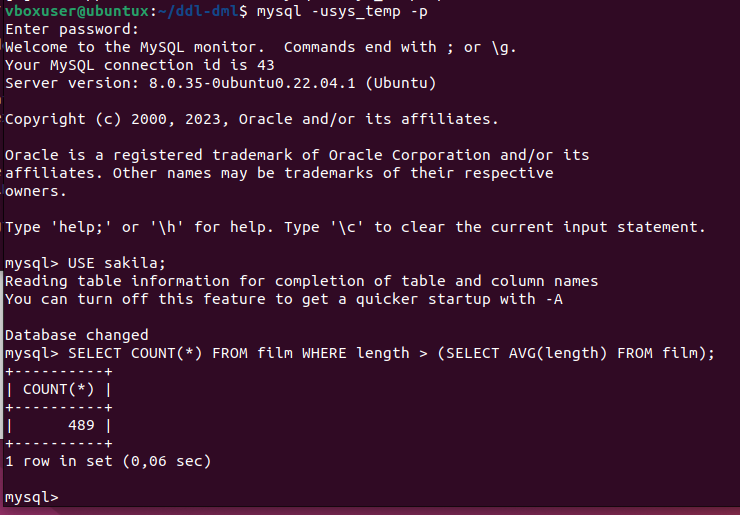 vboxuser@ubuntux:~/ddl-dml$ mysql -usys_temp -p
Enter password:
Welcome to the MySQL monitor.  Commands end with ; or \g.
Your MySQL connection id is 43
Server version: 8.0.35-0ubuntu0.22.04.1 (Ubuntu)

Copyright (c) 2000, 2023, Oracle and/or its affiliates.

Oracle is a registered trademark of Oracle Corporation and/or its
affiliates. Other names may be trademarks of their respective
owners.

Type 'help;' or '\h' for help. Type '\c' to clear the current input statement.

mysql> USE sakila;
Reading table information for completion of table and column names
You can turn off this feature to get a quicker startup with -A

Database changed
mysql> SELECT COUNT(*) FROM film WHERE length > (SELECT AVG(length) FROM film);
+----------+
| COUNT(*) |
+----------+
|      489 |
+----------+
1 row in set (0,06 sec)

mysql>